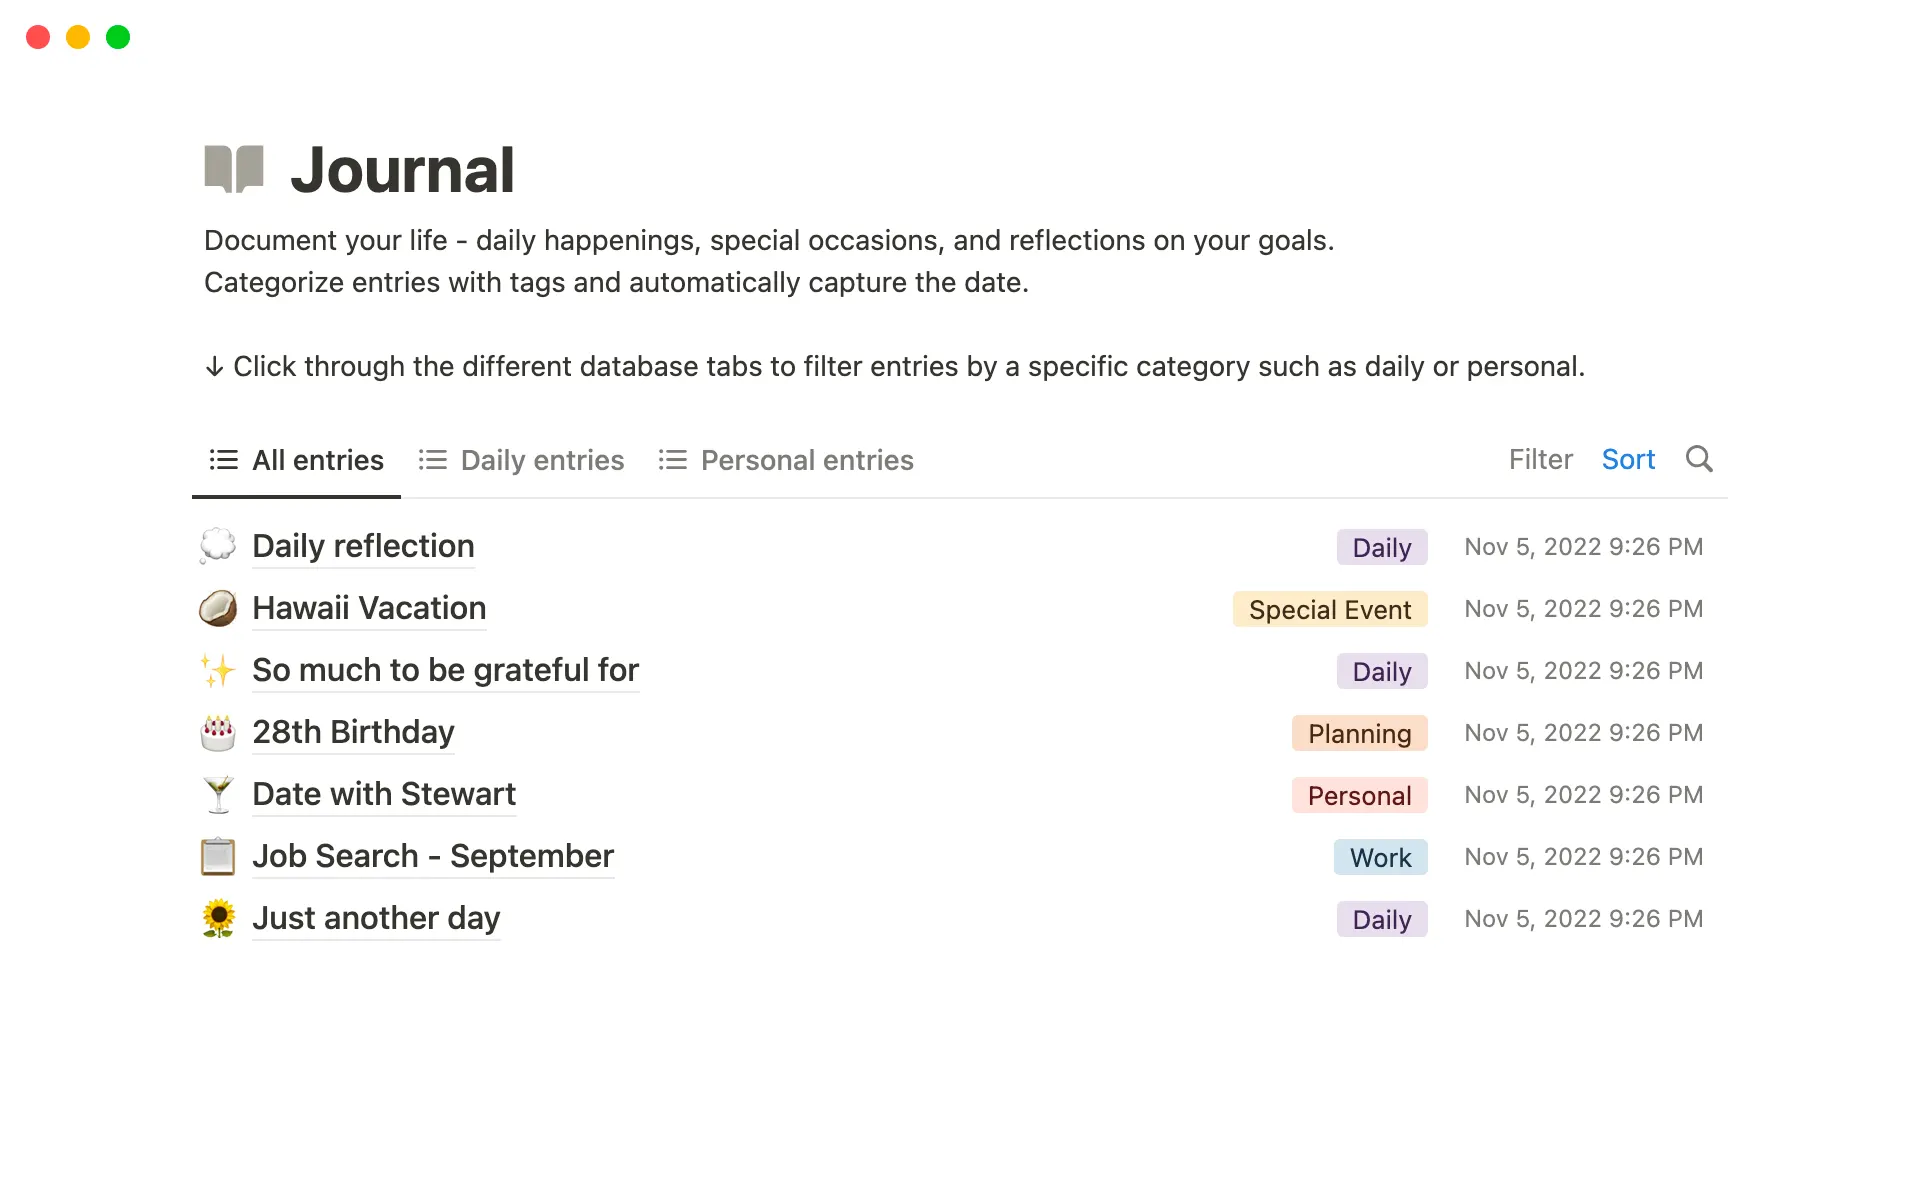 Journal
Document your life - daily happenings, special occasions, and reflections on your goals.
Categorize entries with tags and automatically capture the date.
↓ Click through the different database tabs to filter entries by a specific category such as daily or personal.
All entries Daily entries Personal entries Filter Sort
Daily reflection Daily Nov 5, 2022 9:26 PM
Hawaii Vacation Special Event Nov 5, 2022 9:26 PM
So much to be grateful for Daily Nov 5, 2022 9:26 PM
28th Birthday Planning Nov 5, 2022 9:26 PM
Date with Stewart Personal Nov 5, 2022 9:26 PM
Job Search - September Work Nov 5, 2022 9:26 PM
Just another day Daily Nov 5, 2022 9:26 PM